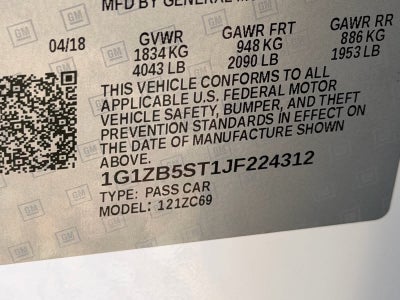 MFD BY GENERAL
04/18 GVWR GAWR FRT GAWR RR
1834 KG 948 KG 886 KG
4043 LB 2090 LB 1953 LB
THIS VEHICLE CONFORMS TO ALL
APPLICABLE U.S. FEDERAL MOTOR
VEHICLE SAFETY, BUMPER, AND THEFT
PREVENTION STANDARDS IN EFFECT ON
THE DATE OF MANUFACTURE SHOWN
ABOVE.
1G1ZB5ST1JF224312
TYPE: PASS CAR
MODEL: 121ZC69